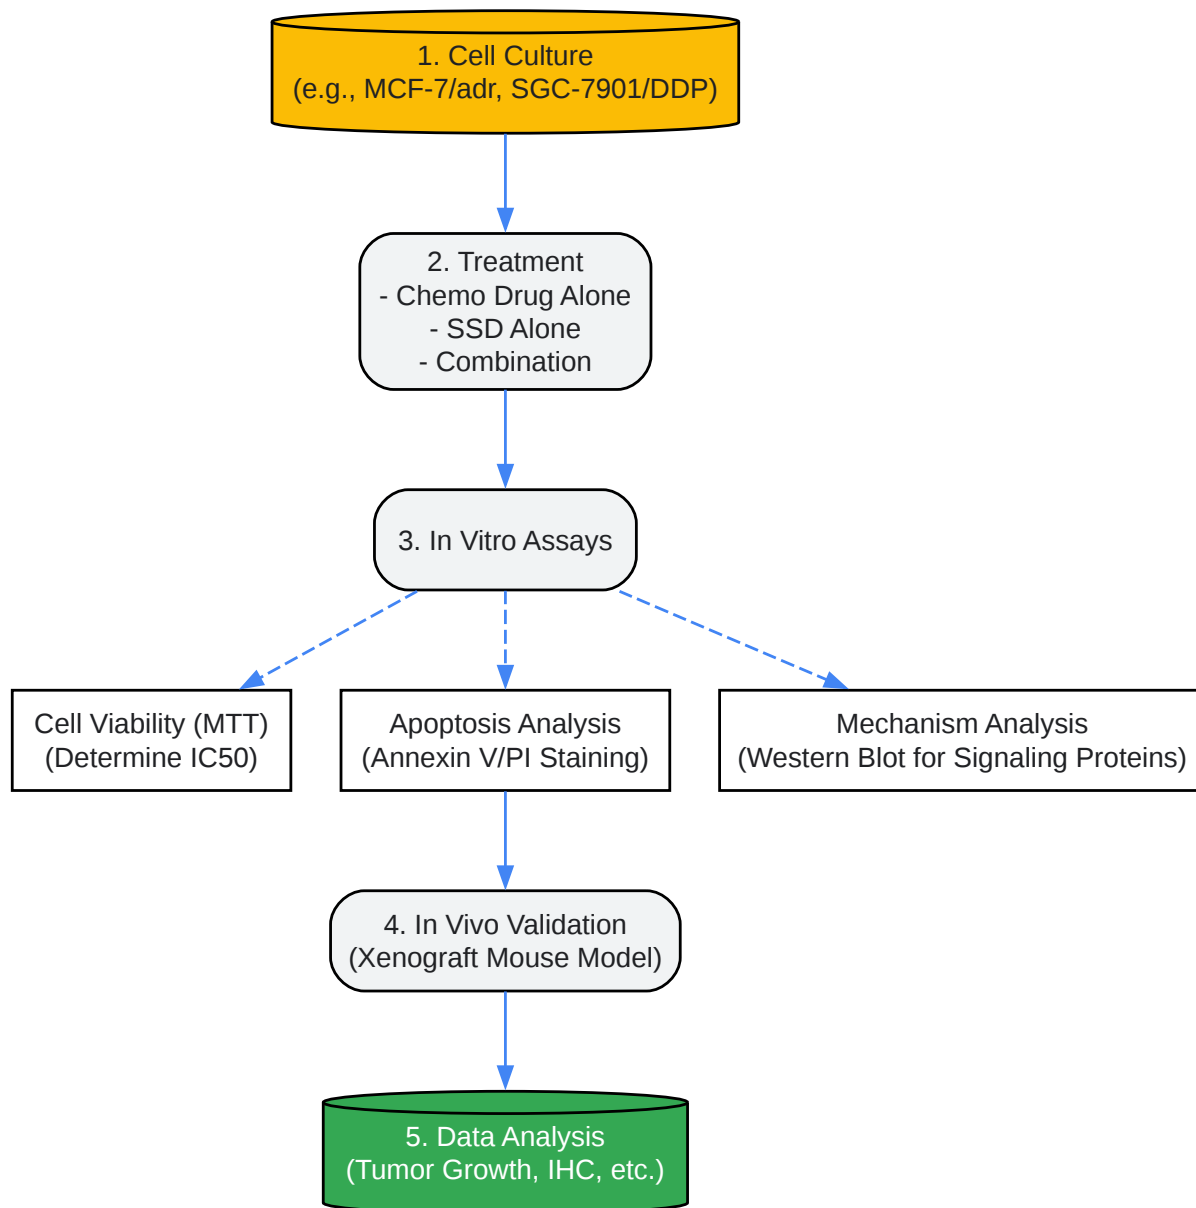 1. Cell Culture
(e.g., MCF-7/adr, SGC-7901/DDP)
2. Treatment
- Chemo Drug Alone
- SSD Alone
- Combination
3. In Vitro Assays
Cell Viability (MTT)
(Determine IC50)
Apoptosis Analysis
(Annexin V/PI Staining)
Mechanism Analysis
(Western Blot for Signaling Proteins)
4. In Vivo Validation
(Xenograft Mouse Model)
5. Data Analysis
(Tumor Growth, IHC, etc.)